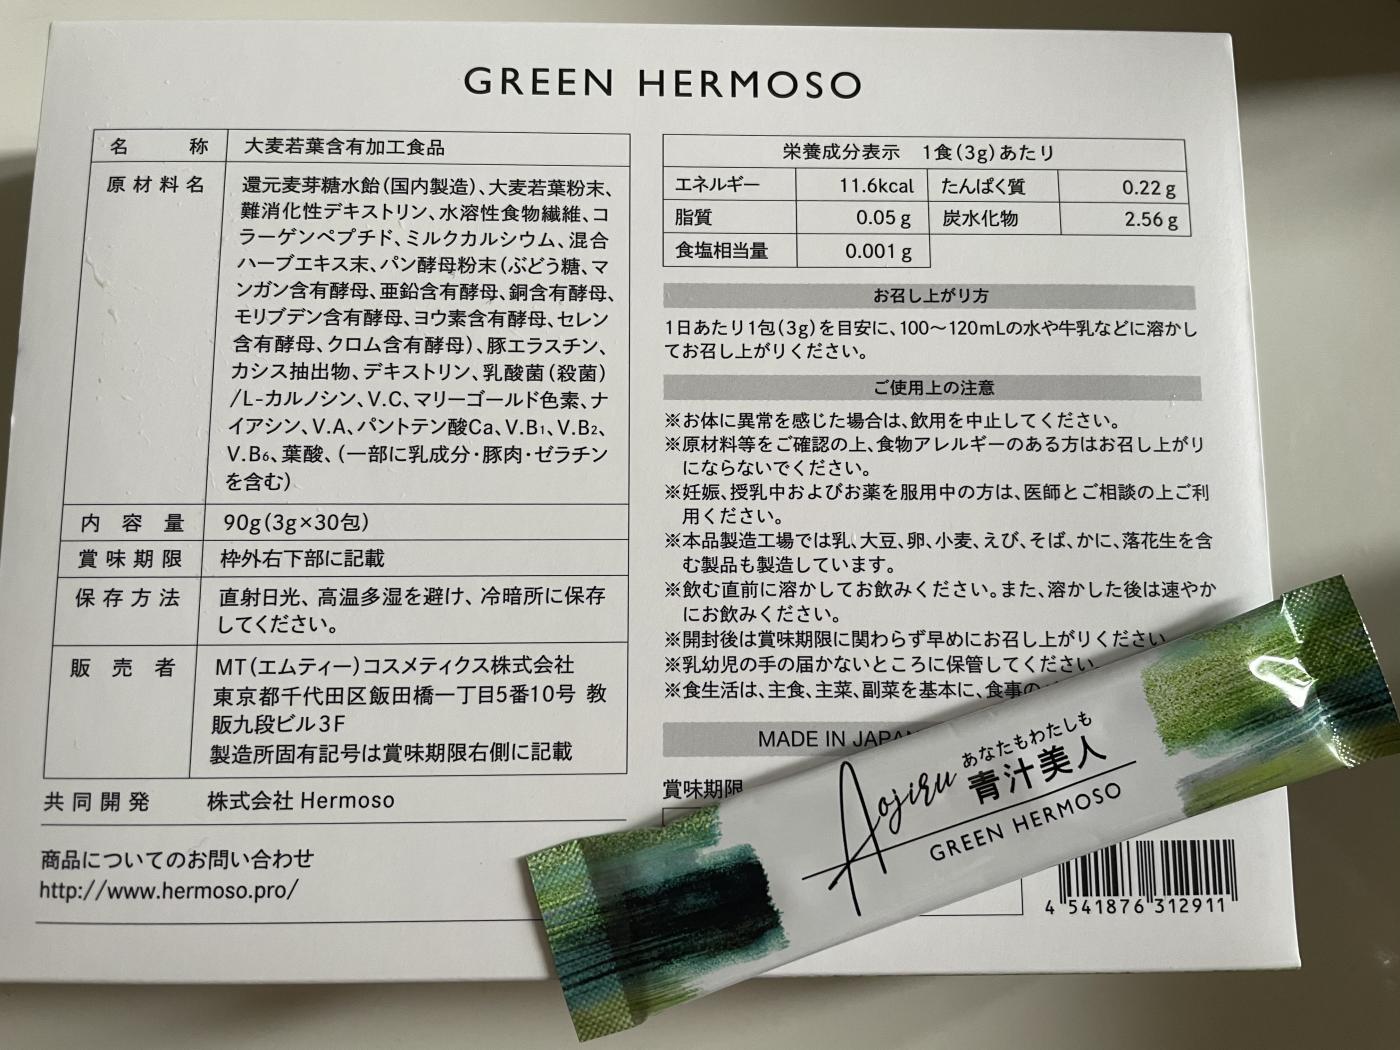 GREEN HERMOSO
名称 大麦若葉含有加工食品
原材料名 還元麦芽糖水飴(国内製造)、大麦若葉粉末、
難消化性デキストリン、水溶性食物繊維、コ
ラーゲンペプチド、ミルクカルシウム、混合
ハーブエキス末、パン酵母粉末(ぶどう糖、マ
ンガン含有酵母、亜鉛含有酵母、銅含有酵母、
モリブデン含有酵母、ヨウ素含有酵母、セレン
含有酵母、クロム含有酵母)、豚エラスチン、
カシス抽出物、デキストリン、乳酸菌(殺菌)
/L-カルノシン、V.C、マリーゴールド色素、ナ
イアシン、V.A、パントテン酸Ca、V.B1、V.B2、
V.B6、葉酸、(一部に乳成分・豚肉・ゼラチン
を含む)
内容量 90g(3g×30包)
賞味期限 枠外右下部に記載
保存方法 直射日光、高温多湿を避け、冷暗所に保存
してください。
販売者 MT(エムティー)コスメティクス株式会社
東京都千代田区飯田橋一丁目5番10号 教
販九段ビル3F
製造所固有記号は賞味期限右側に記載
共同開発 株式会社 Hermoso
商品についてのお問い合わせ
http://www.hermoso.pro/
栄養成分表示 1食(3g)あたり
エネルギー 11.6kcal たんぱく質 0.22g
脂質 0.05g 炭水化物 2.56g
食塩相当量 0.001g
お召し上がり方
1日あたり1包(3g)を目安に、100〜120mLの水や牛乳などに溶かし
てお召し上がりください。
ご使用上の注意
※お体に異常を感じた場合は、飲用を中止してください。
※原材料等をご確認の上、食物アレルギーのある方はお召し上がり
にならないでください。
※妊娠、授乳中およびお薬を服用中の方は、医師とご相談の上ご利
用ください。
※本品製造工場では乳、大豆、卵、小麦、えび、そば、かに、落花生を含
む製品も製造しています。
※飲む直前に溶かしてお飲みください。また、溶かした後は速やか
にお飲みください。
※開封後は賞味期限に関わらず早めにお召し上がりください
※乳幼児の手の届かないところに保管してください。
※食生活は、主食、主菜、副菜を基本に、食事の
MADE IN JAPAN
賞味期限
Aojiru
あなたもわたしも
青汁美人
GREEN HERMOSO
4 541876 312911